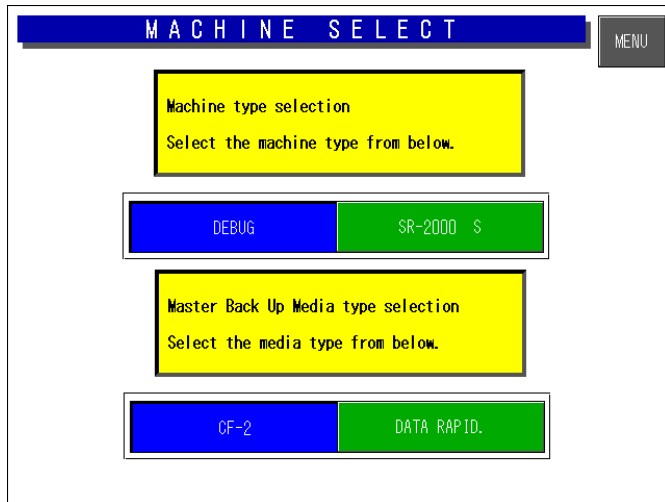 MACHINE SELECT
MENU
Machine type selection
Select the machine type from below.
DEBUG
SR-2000 S
Master Back Up Media type selection
Select the media type from below.
CF-2
DATA RAPID.